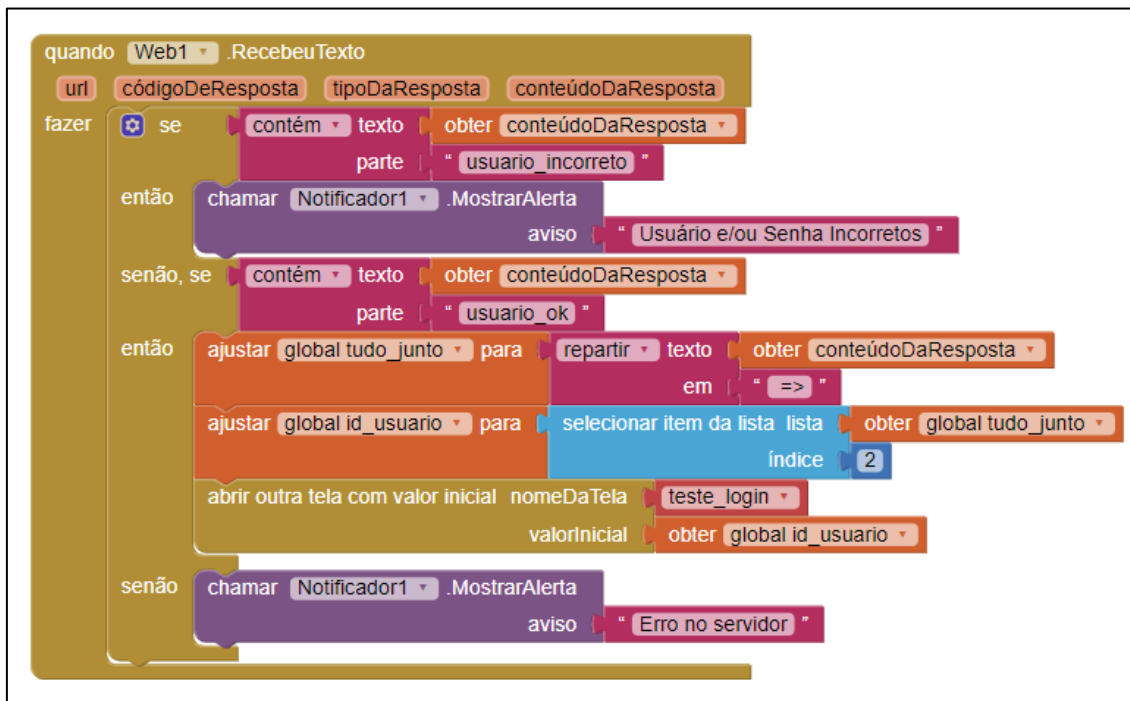 quando Web1 .RecebeuTexto
url códigoDeResposta tipoDaResposta conteúdoDaResposta
fazer se contém texto obter conteúdoDaResposta
parte " usuario_incorreto "
então chamar Notificador1 .MostrarAlerta
aviso " Usuário e/ou Senha Incorretos "
senão, se contém texto obter conteúdoDaResposta
parte " usuario_ok "
então ajustar global tudo_junto para repartir texto obter conteúdoDaResposta
em " => "
ajustar global id_usuario para selecionar item da lista lista obter global tudo_junto
índice 2
abrir outra tela com valor inicial nomeDaTela teste_login
valorInicial obter global id_usuario
senão chamar Notificador1 .MostrarAlerta
aviso " Erro no servidor "